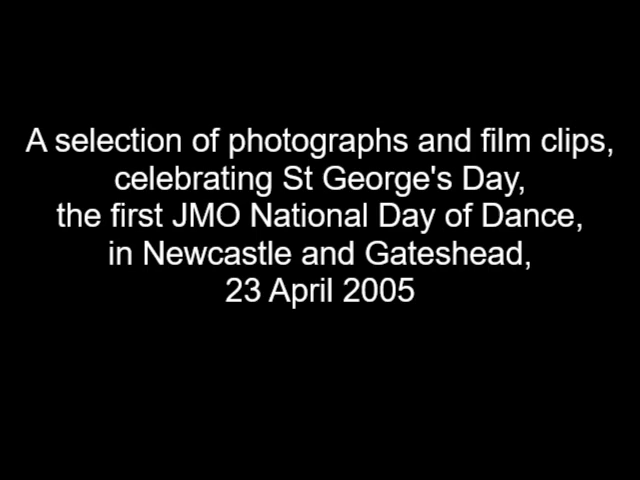 A selection of photographs and film clips,
celebrating St George's Day,
the first JMO National Day of Dance,
in Newcastle and Gateshead,
23 April 2005